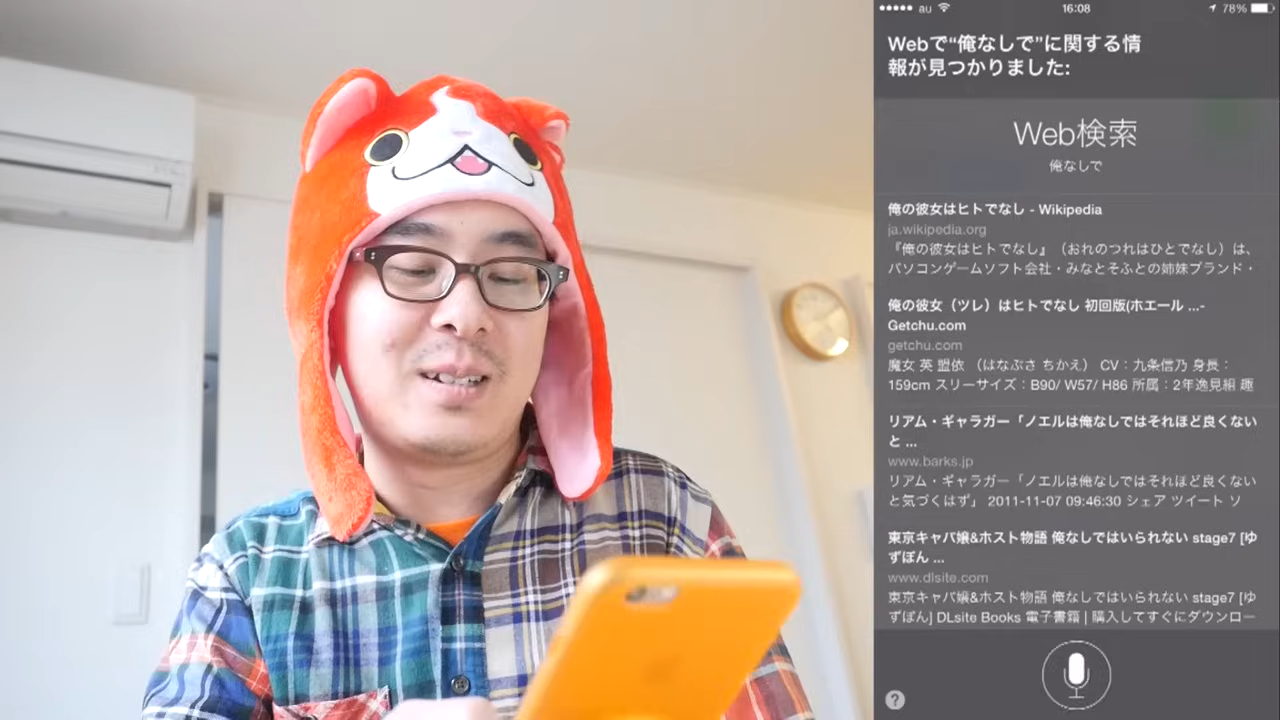 au
16:08
78%
Webで“俺なしで”に関する情
報が見つかりました:
Web検索
俺なしで
俺の彼女はヒトでなし - Wikipedia
ja.wikipedia.org
『俺の彼女はヒトでなし』（おれのつれはひとでなし）は、
パソコンゲームソフト会社・みなとそふとの姉妹ブランド・
俺の彼女（ツレ）はヒトでなし 初回版(ホエール ...-
Getchu.com
getchu.com
魔女 英 盟依 （はなぶさ ちかえ） CV：九条信乃 身長：
159cm スリーサイズ：B90/ W57/ H86 所属：2年逸見組 趣
リアム・ギャラガー「ノエルは俺なしではそれほど良くない
と ...
www.barks.jp
リアム・ギャラガー「ノエルは俺なしではそれほど良くない
と気づくはず」 2011-11-07 09:46:30 シェア ツイート ソ
東京キャバ嬢&ホスト物語 俺なしではいられない stage7 [ゆ
ずぽん ...
www.dlsite.com
東京キャバ嬢&ホスト物語 俺なしではいられない stage7 [ゆ
ずぽん] DLsite Books 電子書籍 | 購入してすぐにダウンロー
?